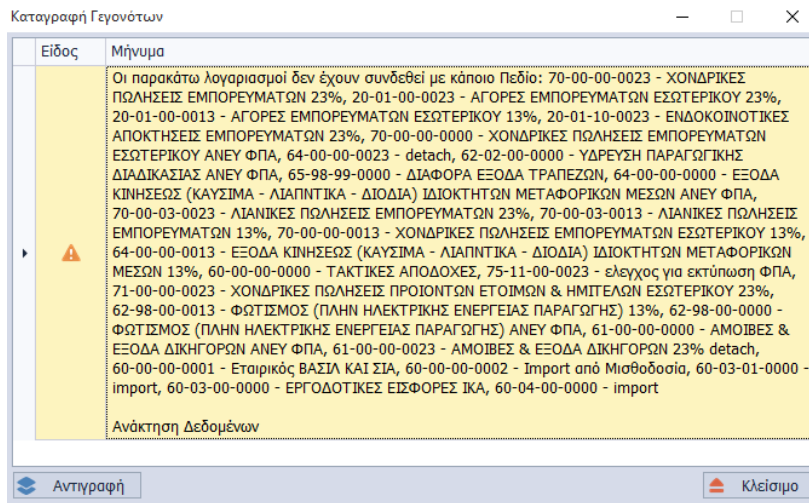 Καταγραφή Γεγονότων
Είδος Μήνυμα
Οι παρακάτω λογαριασμοί δεν έχουν συνδεθεί με κάποιο Πεδίο: 70-00-00-0023 - ΧΟΝΔΡΙΚΕΣ
ΠΩΛΗΣΕΙΣ ΕΜΠΟΡΕΥΜΑΤΩΝ 23%, 20-01-00-0023 - ΑΓΟΡΕΣ ΕΜΠΟΡΕΥΜΑΤΩΝ ΕΣΩΤΕΡΙΚΟΥ 23%,
20-01-00-0013 - ΑΓΟΡΕΣ ΕΜΠΟΡΕΥΜΑΤΩΝ ΕΣΩΤΕΡΙΚΟΥ 13%, 20-01-10-0023 - ΕΝΔΟΚΟΙΝΟΤΙΚΕΣ
ΑΠΟΚΤΗΣΕΙΣ ΕΜΠΟΡΕΥΜΑΤΩΝ 23%, 70-00-00-0000 - ΧΟΝΔΡΙΚΕΣ ΠΩΛΗΣΕΙΣ ΕΜΠΟΡΕΥΜΑΤΩΝ
ΕΣΩΤΕΡΙΚΟΥ ΑΝΕΥ ΦΠΑ, 64-00-00-0023 - detach, 62-02-00-0000 - ΥΔΡΕΥΣΗ ΠΑΡΑΓΩΓΙΚΗΣ
ΔΙΑΔΙΚΑΣΙΑΣ ΑΝΕΥ ΦΠΑ, 65-98-99-0000 - ΔΙΑΦΟΡΑ ΕΞΟΔΑ ΤΡΑΠΕΖΩΝ, 64-00-00-0000 - ΕΞΟΔΑ
ΚΙΝΗΣΕΩΣ (ΚΑΥΣΙΜΑ - ΛΙΑΠΝΤΙΚΑ - ΔΙΟΔΙΑ) ΙΔΙΟΚΤΗΤΩΝ ΜΕΤΑΦΟΡΙΚΩΝ ΜΕΣΩΝ ΑΝΕΥ ΦΠΑ,
70-00-03-0023 - ΛΙΑΝΙΚΕΣ ΠΩΛΗΣΕΙΣ ΕΜΠΟΡΕΥΜΑΤΩΝ 23%, 70-00-03-0013 - ΛΙΑΝΙΚΕΣ ΠΩΛΗΣΕΙΣ
ΕΜΠΟΡΕΥΜΑΤΩΝ 13%, 70-00-00-0013 - ΧΟΝΔΡΙΚΕΣ ΠΩΛΗΣΕΙΣ ΕΜΠΟΡΕΥΜΑΤΩΝ ΕΣΩΤΕΡΙΚΟΥ 13%,
64-00-00-0013 - ΕΞΟΔΑ ΚΙΝΗΣΕΩΣ (ΚΑΥΣΙΜΑ - ΛΙΑΠΝΤΙΚΑ - ΔΙΟΔΙΑ) ΙΔΙΟΚΤΗΤΩΝ ΜΕΤΑΦΟΡΙΚΩΝ
ΜΕΣΩΝ 13%, 60-00-00-0000 - ΤΑΚΤΙΚΕΣ ΑΠΟΔΟΧΕΣ, 75-11-00-0023 - ελεγχος για εκτύπωση ΦΠΑ,
71-00-00-0023 - ΧΟΝΔΡΙΚΕΣ ΠΩΛΗΣΕΙΣ ΠΡΟΙΟΝΤΩΝ ΕΤΟΙΜΩΝ & ΗΜΙΤΕΛΩΝ ΕΣΩΤΕΡΙΚΟΥ 23%,
62-98-00-0013 - ΦΩΤΙΣΜΟΣ (ΠΛΗΝ ΗΛΕΚΤΡΙΚΗΣ ΕΝΕΡΓΕΙΑΣ ΠΑΡΑΓΩΓΗΣ) 13%, 62-98-00-0000 -
ΦΩΤΙΣΜΟΣ (ΠΛΗΝ ΗΛΕΚΤΡΙΚΗΣ ΕΝΕΡΓΕΙΑΣ ΠΑΡΑΓΩΓΗΣ) ΑΝΕΥ ΦΠΑ, 61-00-00-0000 - ΑΜΟΙΒΕΣ &
ΕΞΟΔΑ ΔΙΚΗΓΟΡΩΝ ΑΝΕΥ ΦΠΑ, 61-00-00-0023 - ΑΜΟΙΒΕΣ & ΕΞΟΔΑ ΔΙΚΗΓΟΡΩΝ 23% detach,
60-00-00-0001 - Εταιρικός ΒΑΣΙΛ ΚΑΙ ΣΙΑ, 60-00-00-0002 - Import από Μισθοδοσία, 60-03-01-0000 -
import, 60-03-00-0000 - ΕΡΓΟΔΟΤΙΚΕΣ ΕΙΣΦΟΡΕΣ ΙΚΑ, 60-04-00-0000 - import
Ανάκτηση Δεδομένων
Αντιγραφή Κλείσιμο